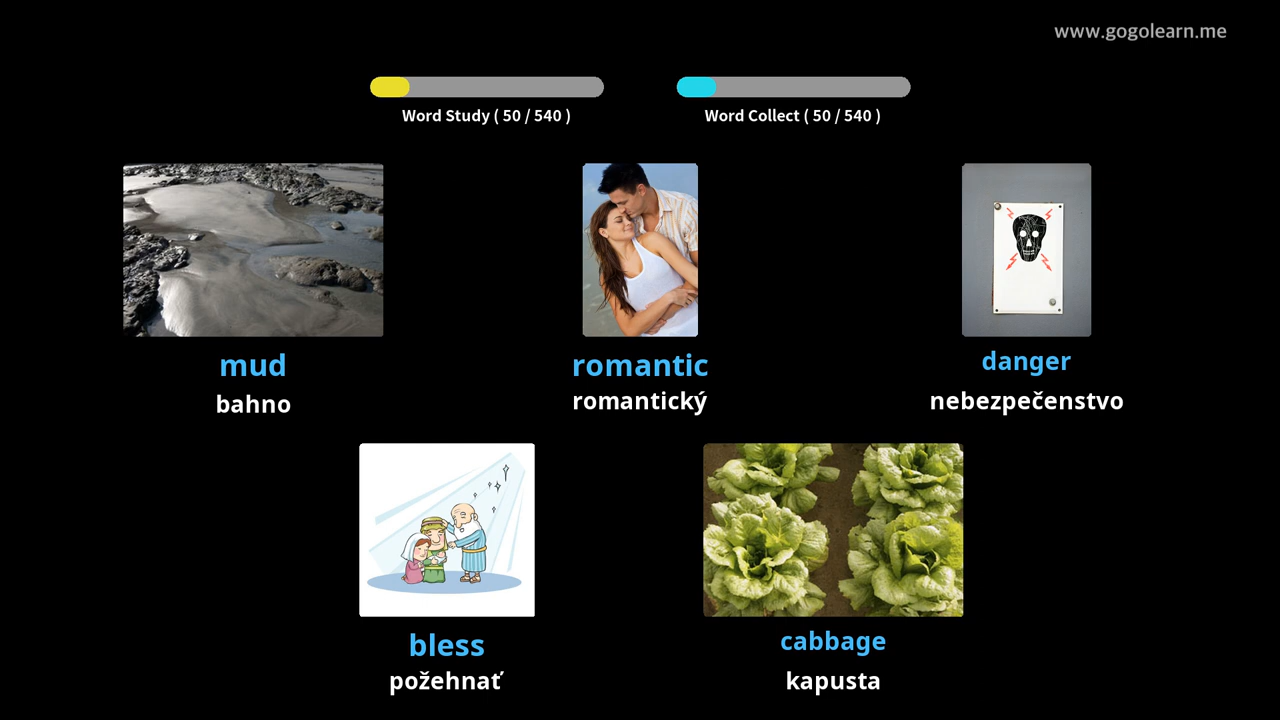 www.gogolearn.me
Word Study ( 50 / 540 )
Word Collect ( 50 / 540 )
mud
bahno
romantic
romantický
danger
nebezpečenstvo
bless
požehnať
cabbage
kapusta